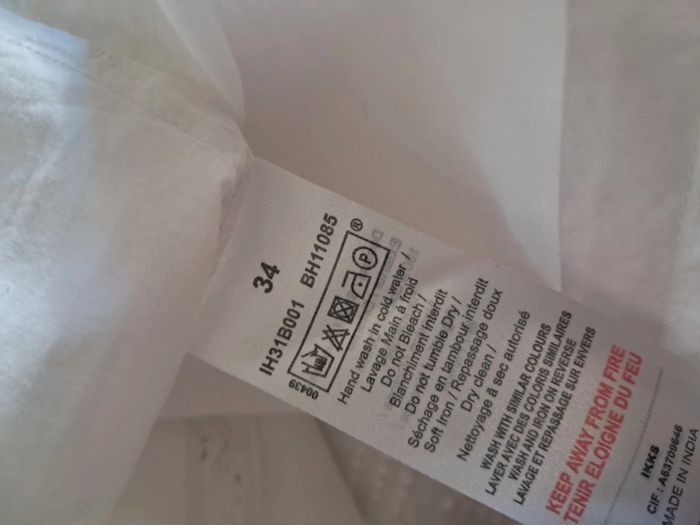 34
IH31B001 BH11085
P
®
00439
Hand wash in cold water /
Lavage Main à froid
Do not Bleach /
Blanchiment interdit
Do not tumble Dry /
Séchage en tambour interdit
Soft Iron / Repassage doux
Dry clean /
Nettoyage à sec autorisé
WASH WITH SIMILAR COLOURS
LAVER AVEC DES COLORIS SIMILAIRES
WASH AND IRON ON REVERSE
LAVAGE ET REPASSAGE SUR ENVERS
KEEP AWAY FROM FIRE
TENIR ELOIGNE DU FEU
IKKS
CIF : A63709646
MADE IN INDIA